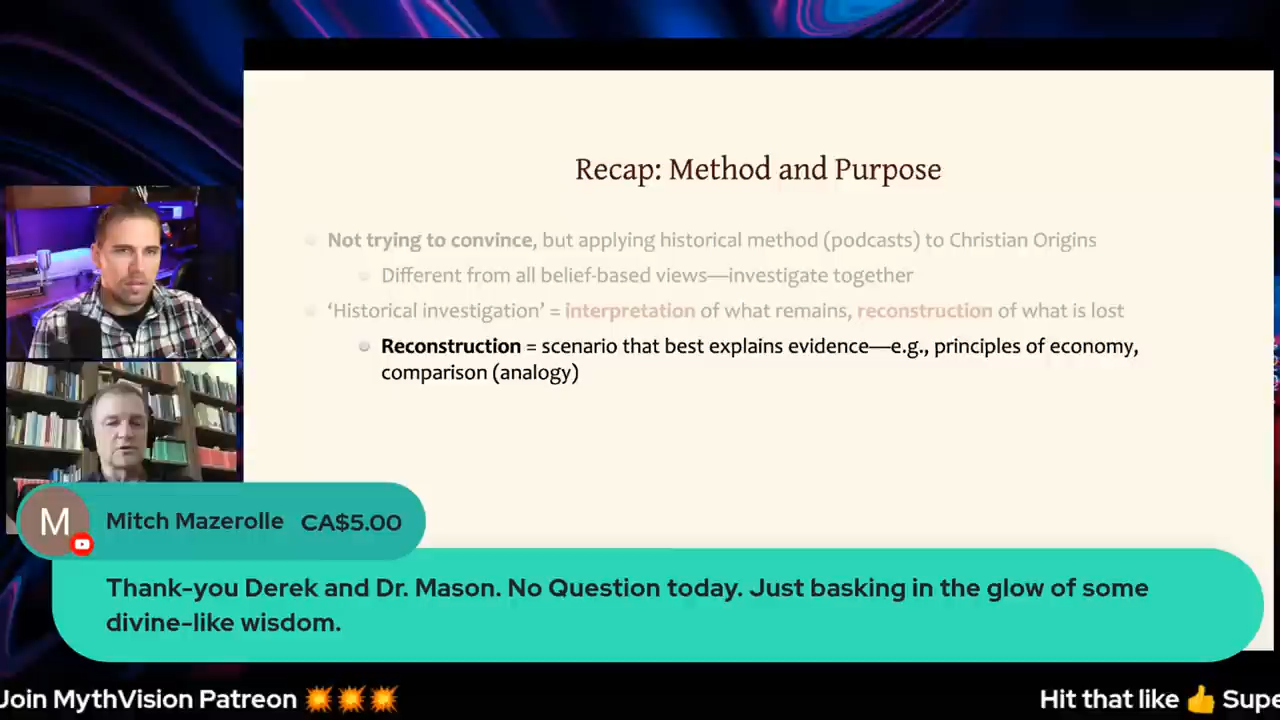 Recap: Method and Purpose
Not trying to convince, but applying historical method (podcasts) to Christian Origins
Different from all belief-based views—investigate together
‘Historical investigation’ = interpretation of what remains, reconstruction of what is lost
Reconstruction = scenario that best explains evidence—e.g., principles of economy,
comparison (analogy)
M
Mitch Mazerolle CA$5.00
Thank-you Derek and Dr. Mason. No Question today. Just basking in the glow of some
divine-like wisdom.
Join MythVision Patreon 💥💥💥
Hit that like 👍 Supe